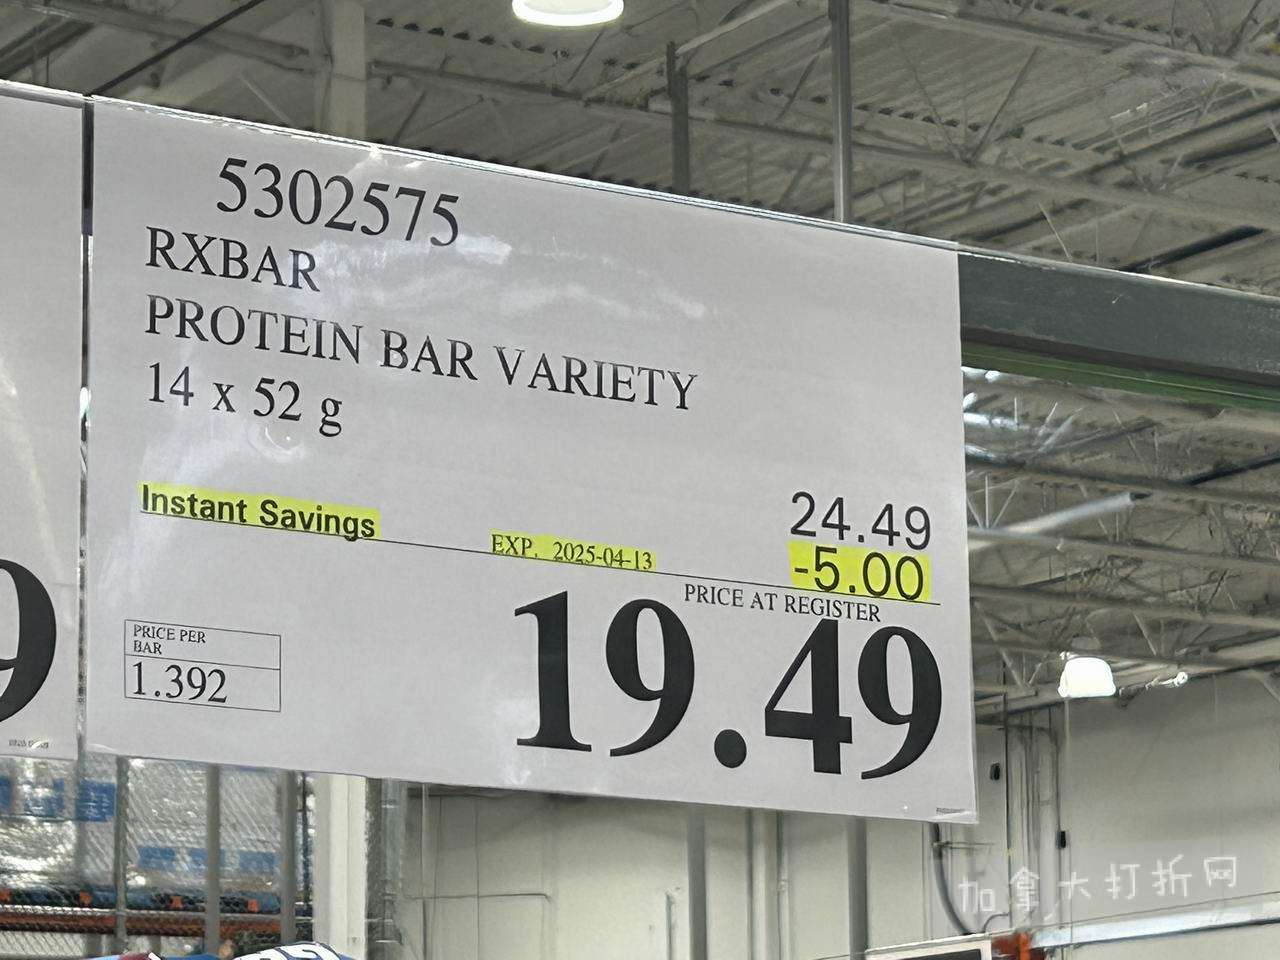 5302575
RXBAR
PROTEIN BAR VARIETY
14 x 52 g
24.49
Instant Savings EXP. 2025-04-13 -5.00
PRICE AT REGISTER
19.49
PRICE PER
BAR
1.392
9
加拿大打折网